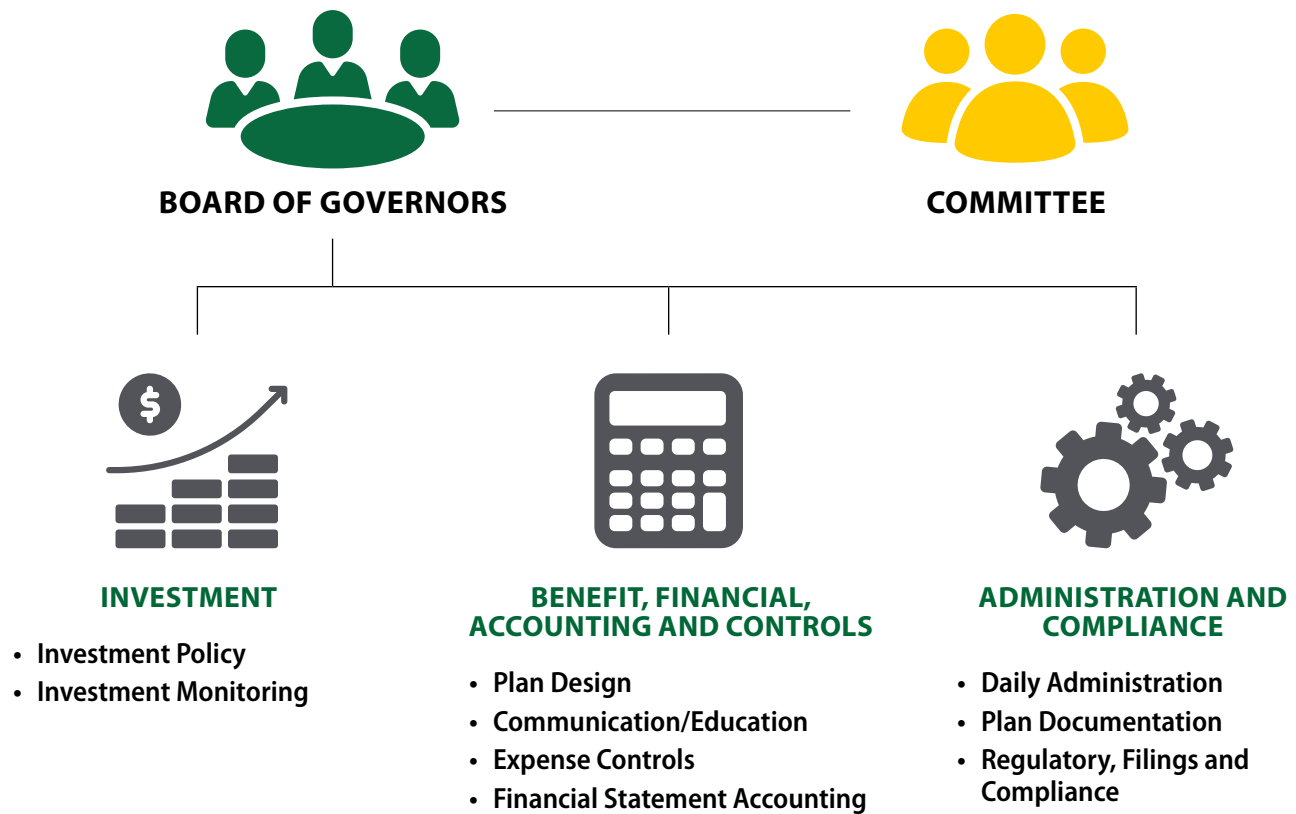 BOARD OF GOVERNORS
COMMITTEE
$
INVESTMENT
• Investment Policy
• Investment Monitoring
BENEFIT, FINANCIAL,
ACCOUNTING AND CONTROLS
• Plan Design
• Communication/Education
• Expense Controls
• Financial Statement Accounting
ADMINISTRATION AND
COMPLIANCE
• Daily Administration
• Plan Documentation
• Regulatory, Filings and
Compliance